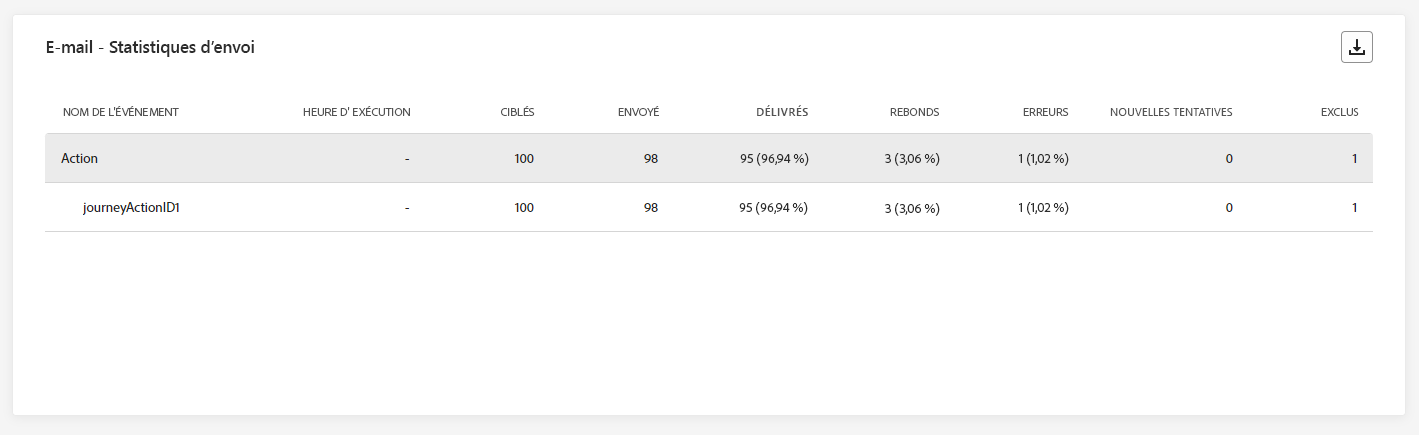 E-mail - Statistiques d’envoi
NOM DE L'ÉVÉNEMENT HEURE D' EXÉCUTION CIBLÉS ENVOYÉ DÉLIVRÉS REBONDS ERREURS NOUVELLES TENTATIVES EXCLUS
Action - 100 98 95 (96,94 %) 3 (3,06 %) 1 (1,02 %) 0 1
journeyActionID1 - 100 98 95 (96,94 %) 3 (3,06 %) 1 (1,02 %) 0 1